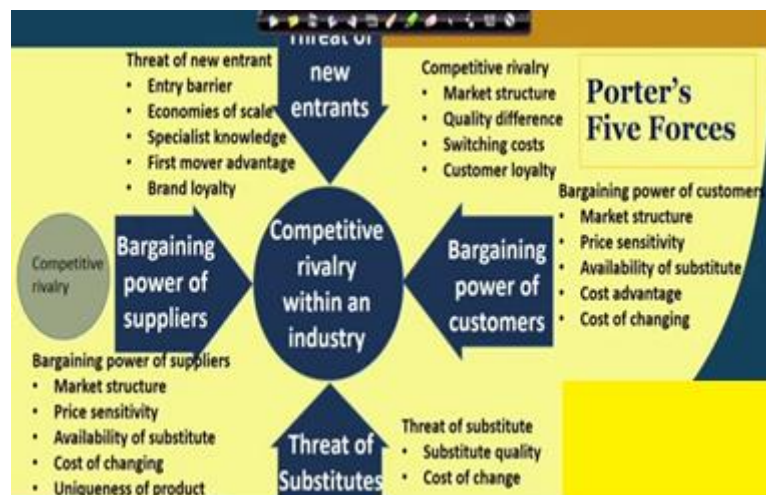 Threat of
new
entrants
Threat of new entrant
• Entry barrier
• Economies of scale
• Specialist knowledge
• First mover advantage
• Brand loyalty
Competitive rivalry
• Market structure
• Quality difference
• Switching costs
• Customer loyalty
Porter's
Five Forces
Bargaining power of customers
• Market structure
• Price sensitivity
• Availability of substitute
• Cost advantage
• Cost of changing
Competitive
rivalry
Bargaining
power of
suppliers
Competitive
rivalry
within an
industry
Bargaining
power of
customers
Bargaining power of suppliers
• Market structure
• Price sensitivity
• Availability of substitute
• Cost of changing
• Uniqueness of product
Threat of
Substitutes
Threat of substitute
• Substitute quality
• Cost of change